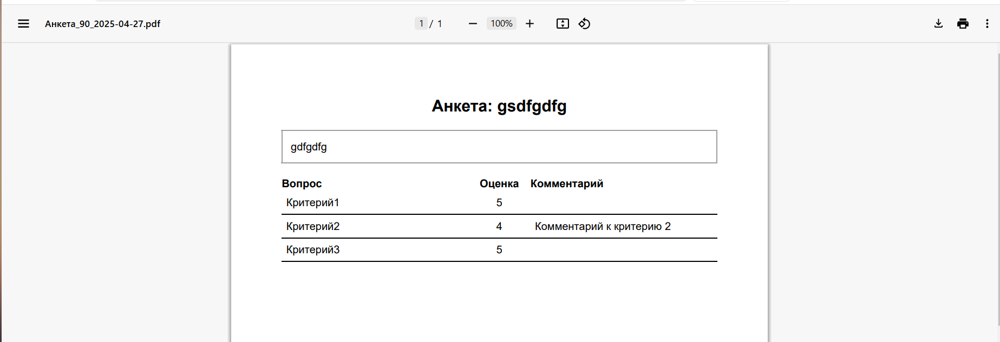 Анкета_90_2025-04-27.pdf
1 / 1
100%
Анкета: gsdfgdfg
gdfgdfg
Вопрос Оценка Комментарий
Критерий1 5
Критерий2 4 Комментарий к критерию 2
Критерий3 5